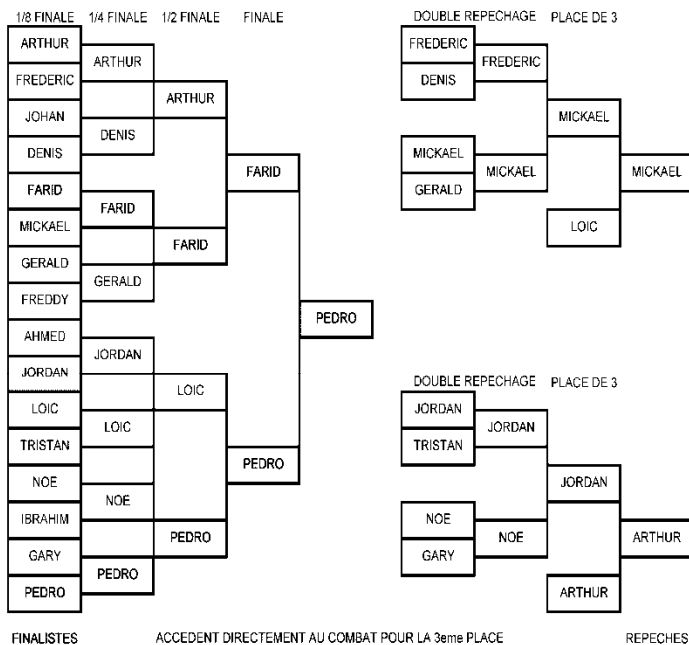 1/8 FINALE 1/4 FINALE 1/2 FINALE FINALE
ARTHUR
FREDERIC
JOHAN
DENIS
FARID
MICKAEL
GERALD
FREDDY
AHMED
JORDAN
LOIC
TRISTAN
NOE
IBRAHIM
GARY
PEDRO
ARTHUR
DENIS
FARID
GERALD
JORDAN
LOIC
NOE
PEDRO
ARTHUR
FARID
LOIC
PEDRO
FARID
PEDRO
PEDRO
DOUBLE REPECHAGE PLACE DE 3
FREDERIC
DENIS
MICKAEL
GERALD
FREDERIC
MICKAEL
MICKAEL
LOIC
MICKAEL
DOUBLE REPECHAGE PLACE DE 3
JORDAN
TRISTAN
NOE
GARY
JORDAN
NOE
JORDAN
ARTHUR
ARTHUR
FINALISTES ACCEDENT DIRECTEMENT AU COMBAT POUR LA 3eme PLACE REPECHES